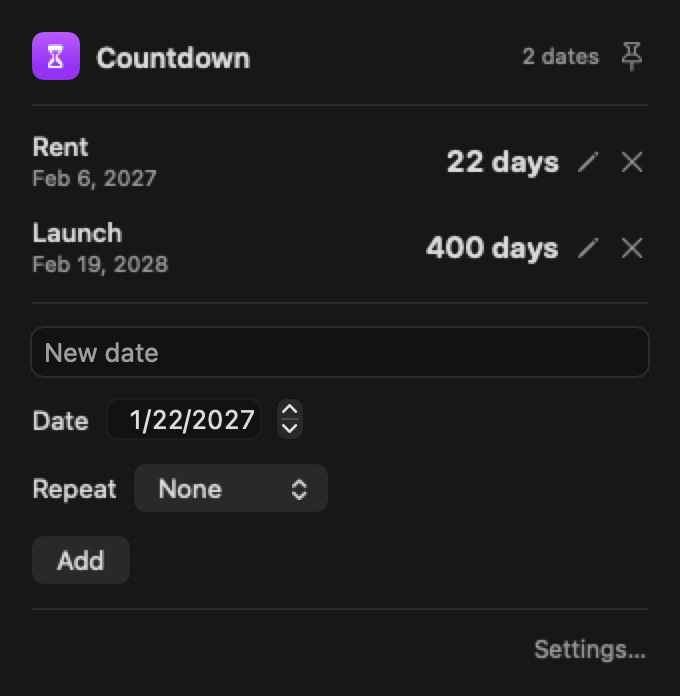 Countdown
2 dates
Rent
Feb 6, 2027
22 days
Launch
Feb 19, 2028
400 days
New date
Date 1/22/2027
Repeat None
Add
Settings...